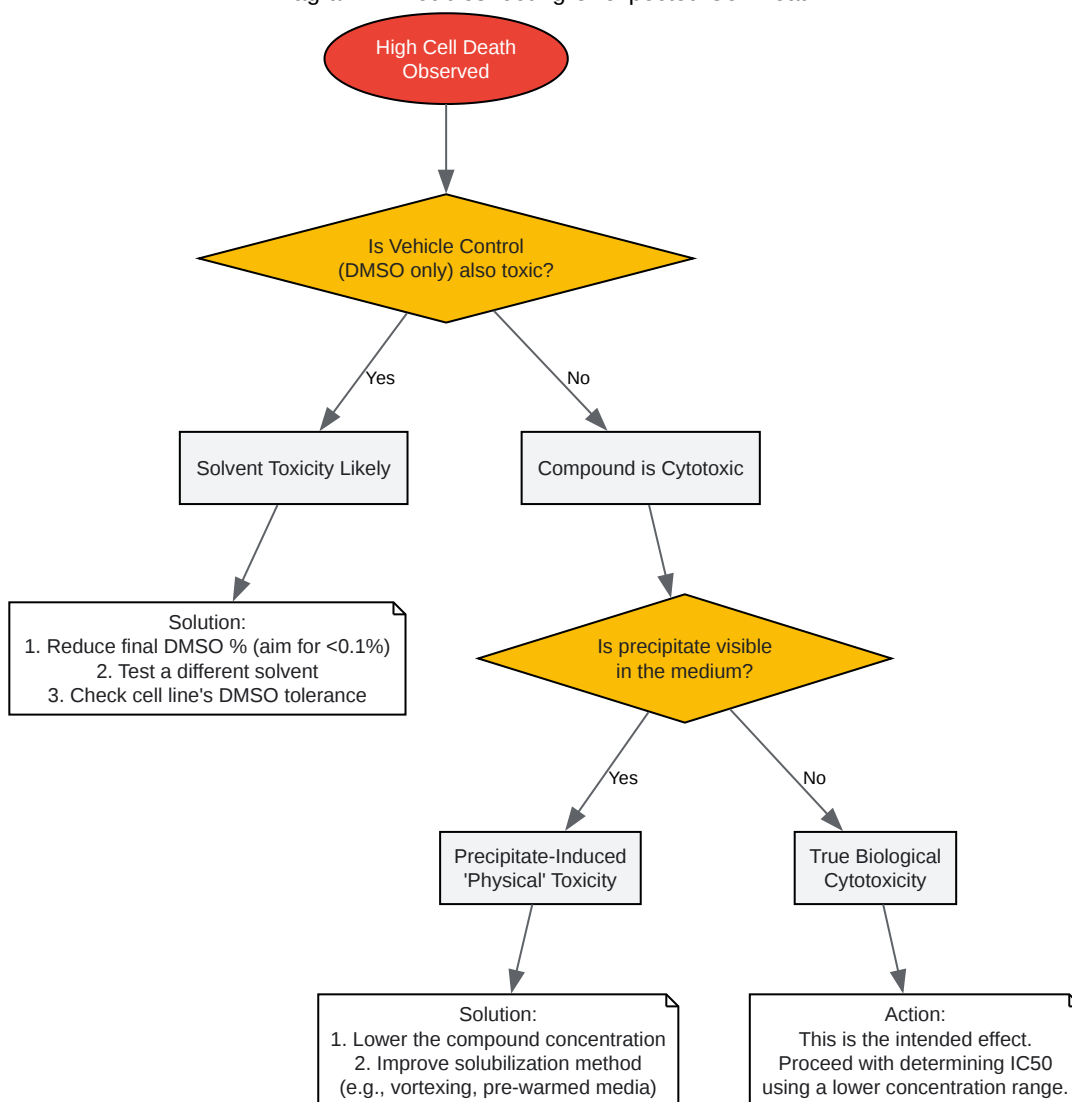 High Cell Death
Observed
Is Vehicle Control
(DMSO only) also toxic?
Yes
No
Solvent Toxicity Likely
Compound is Cytotoxic
Solution:
1. Reduce final DMSO % (aim for <0.1%)
2. Test a different solvent
3. Check cell line's DMSO tolerance
Is precipitate visible
in the medium?
Yes
No
Precipitate-Induced
'Physical' Toxicity
True Biological
Cytotoxicity
Solution:
1. Lower the compound concentration
2. Improve solubilization method
(e.g., vortexing, pre-warmed media)
Action:
This is the intended effect.
Proceed with determining IC50
using a lower concentration range.